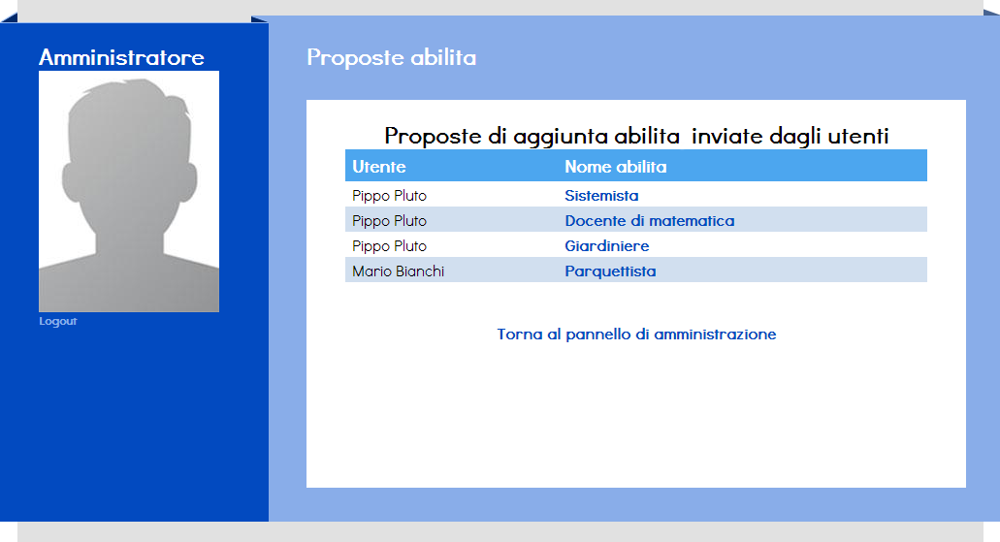 Amministratore
Logout
Proposte abilita
Proposte di aggiunta abilita  inviate dagli utenti
Utente Nome abilita
Pippo Pluto Sistemista
Pippo Pluto Docente di matematica
Pippo Pluto Giardiniere
Mario Bianchi Parquettista
Torna al pannello di amministrazione